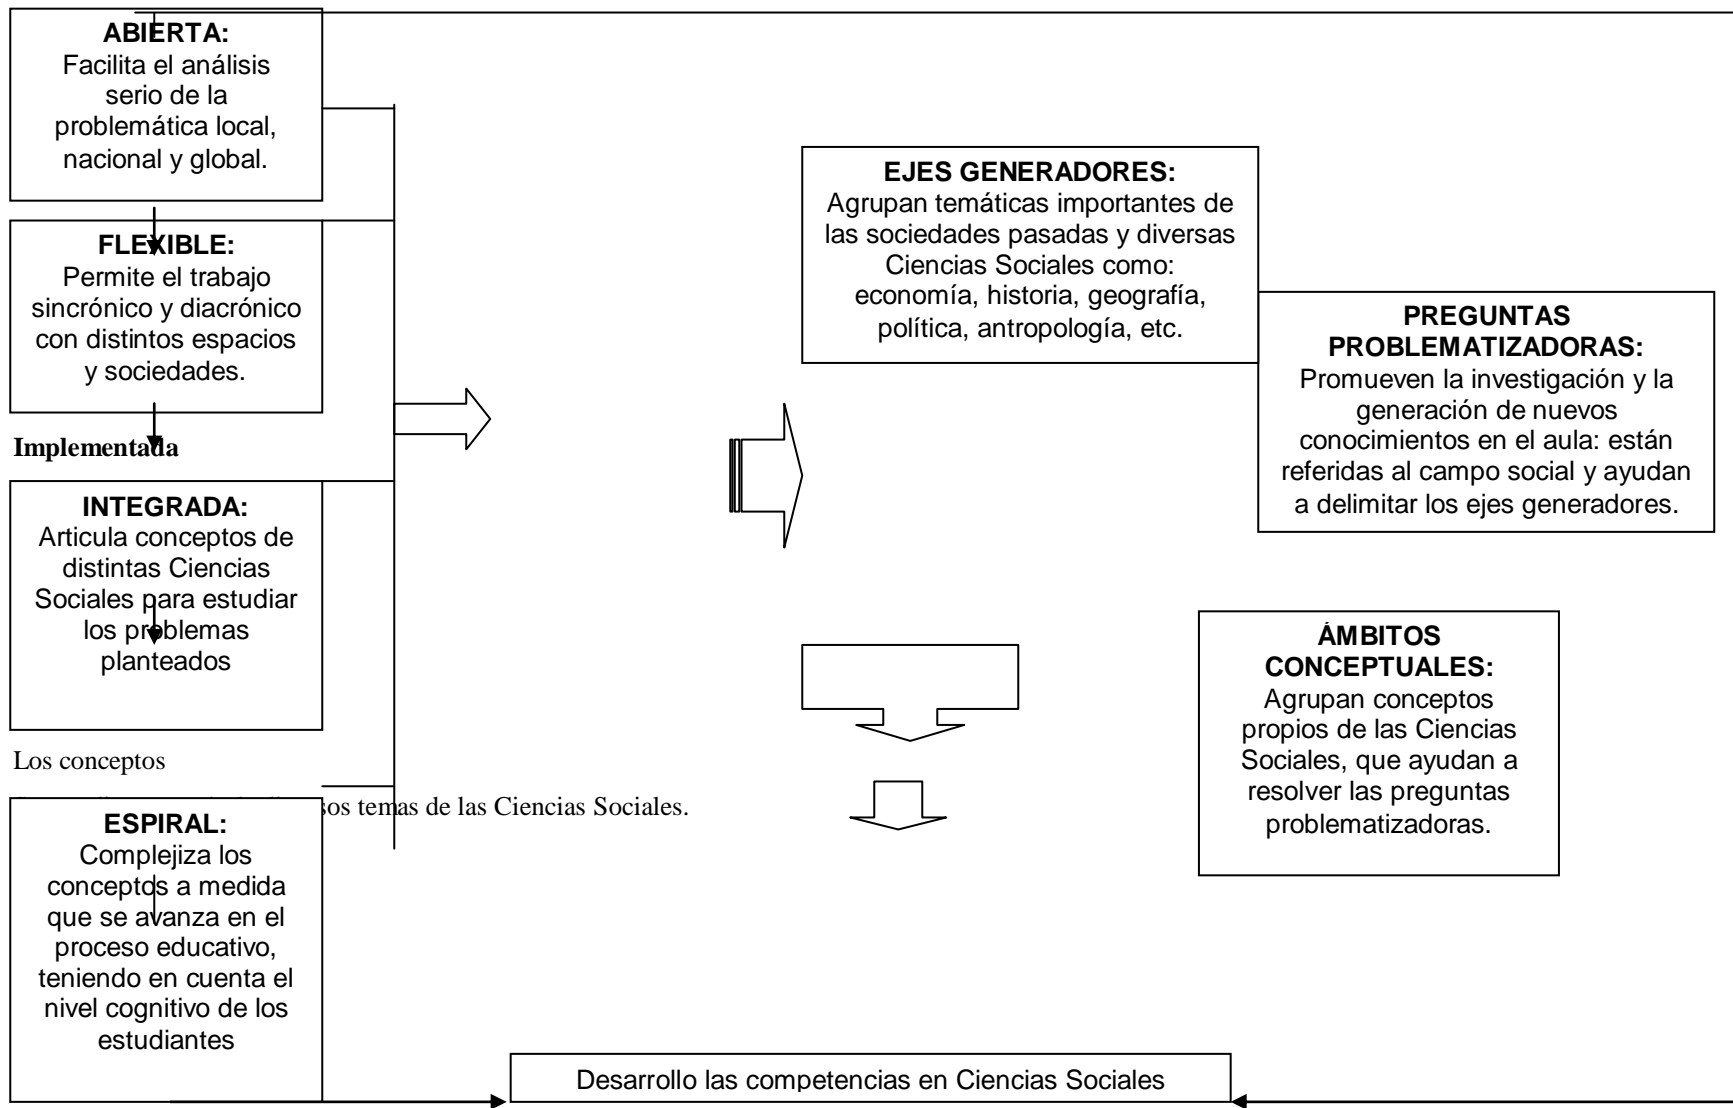 ABIERTA:
Facilita el análisis
serio de la
problemática local,
nacional y global.
FLEXIBLE:
Permite el trabajo
sincrónico y diacrónico
con distintos espacios
y sociedades.
Implementada
INTEGRADA:
Articula conceptos de
distintas Ciencias
Sociales para estudiar
los problemas
planteados
Los conceptos
temas de las Ciencias Sociales.
ESPIRAL:
Complejiza los
conceptos a medida
que se avanza en el
proceso educativo,
teniendo en cuenta el
nivel cognitivo de los
estudiantes
EJES GENERADORES:
Agrupan temáticas importantes de
las sociedades pasadas y diversas
Ciencias Sociales como:
economía, historia, geografía,
política, antropología, etc.
PREGUNTAS
PROBLEMATIZADORAS:
Promueven la investigación y la
generación de nuevos
conocimientos en el aula: están
referidas al campo social y ayudan
a delimitar los ejes generadores.
ÁMBITOS
CONCEPTUALES:
Agrupan conceptos
propios de las Ciencias
Sociales, que ayudan a
resolver las preguntas
problematizadoras.
Desarrollo las competencias en Ciencias Sociales